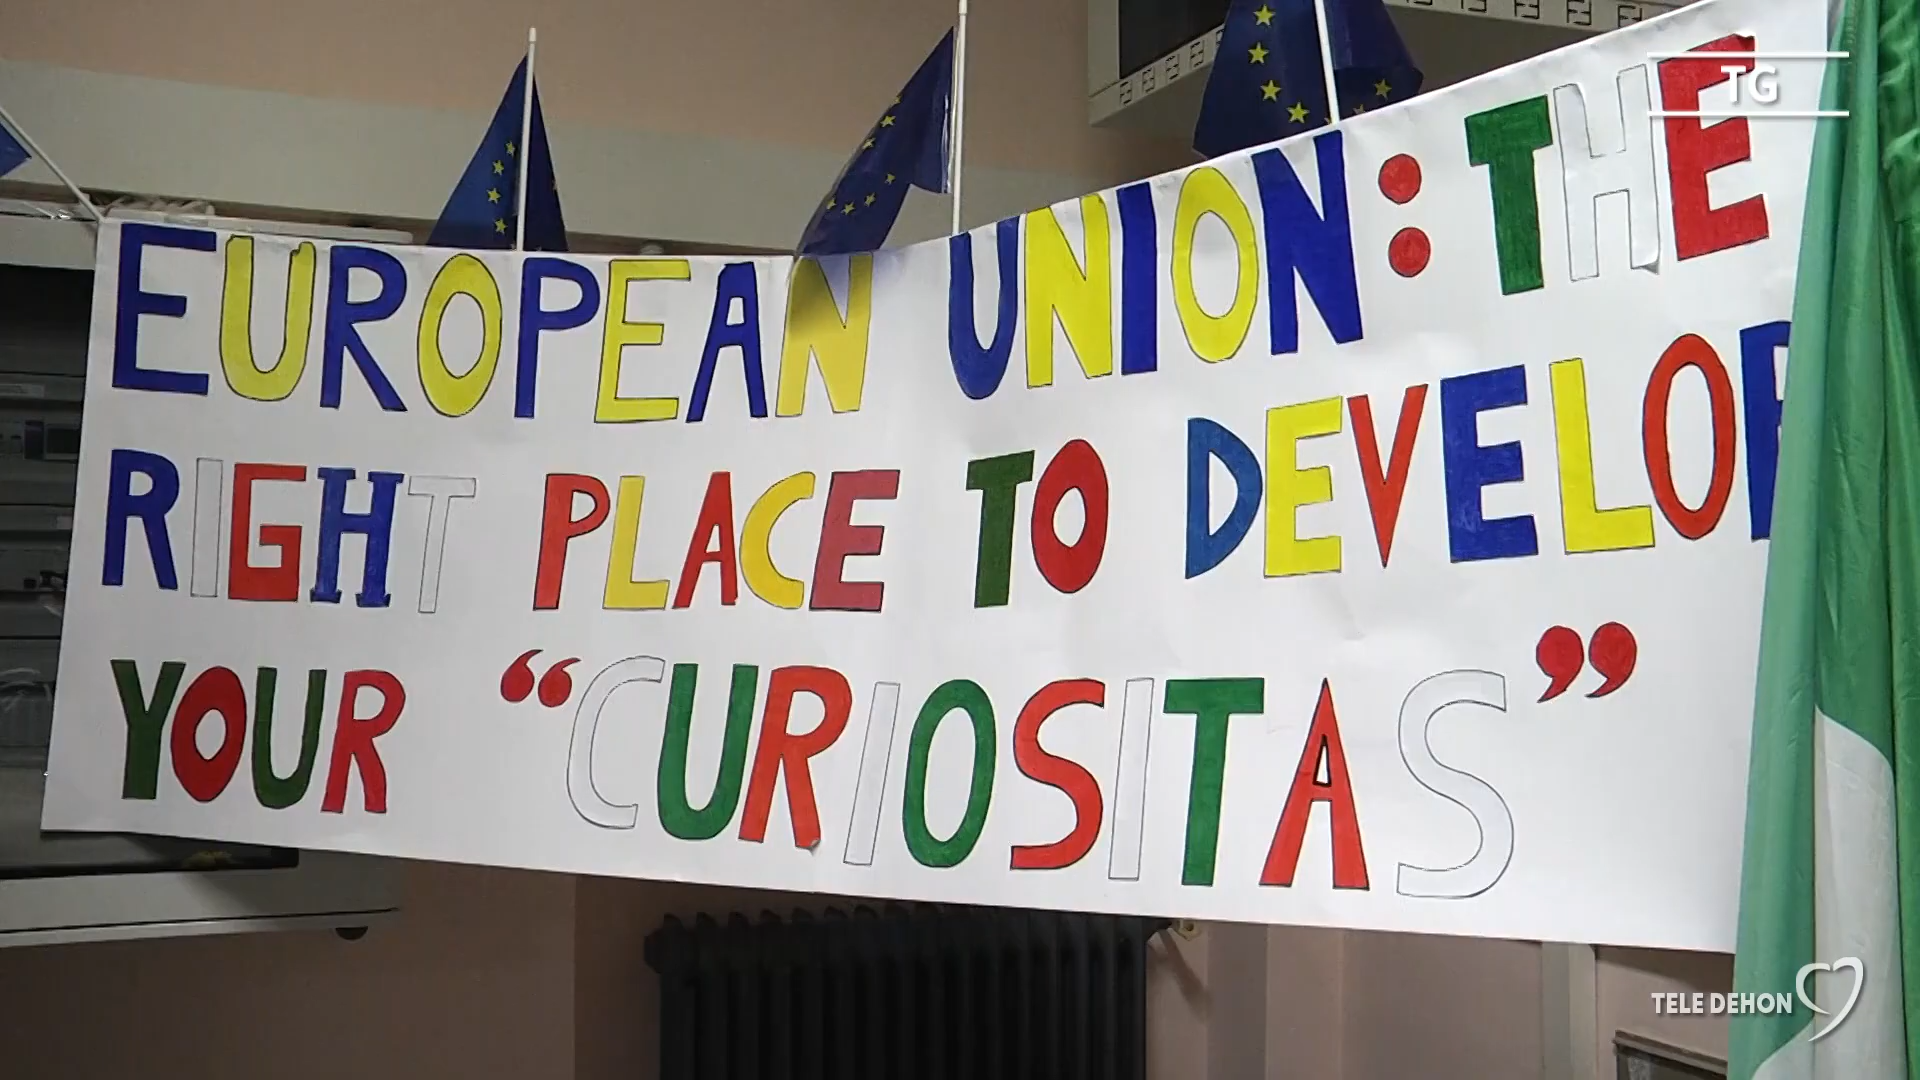 TG
EUROPEAN UNION: THE
RIGHT PLACE TO DEVELOP
YOUR “CURIOSITAS”
TELE DEHON